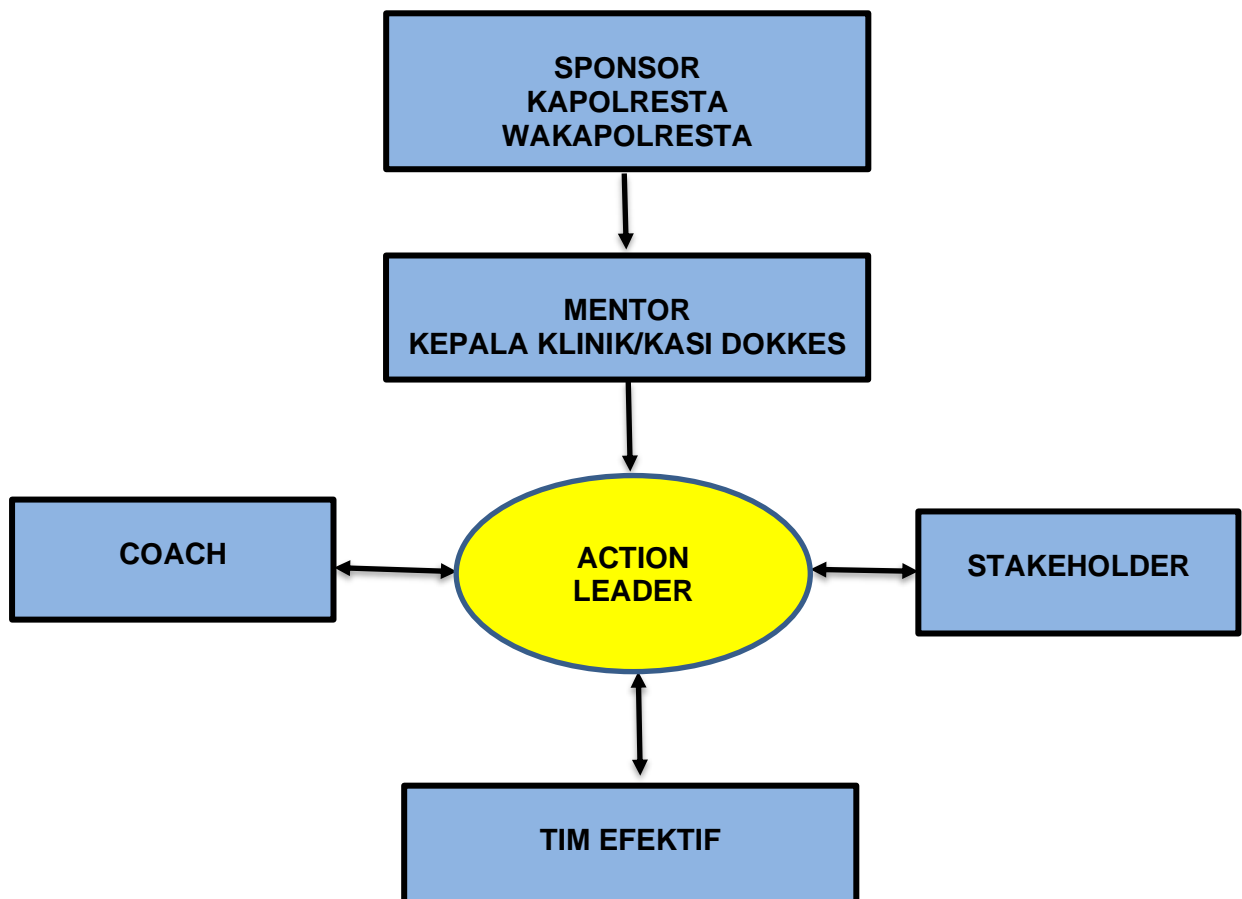 SPONSOR
KAPOLRESTA
WAKAPOLRESTA
MENTOR
KEPALA KLINIK/KASI DOKKES
COACH
ACTION
LEADER
STAKEHOLDER
TIM EFEKTIF